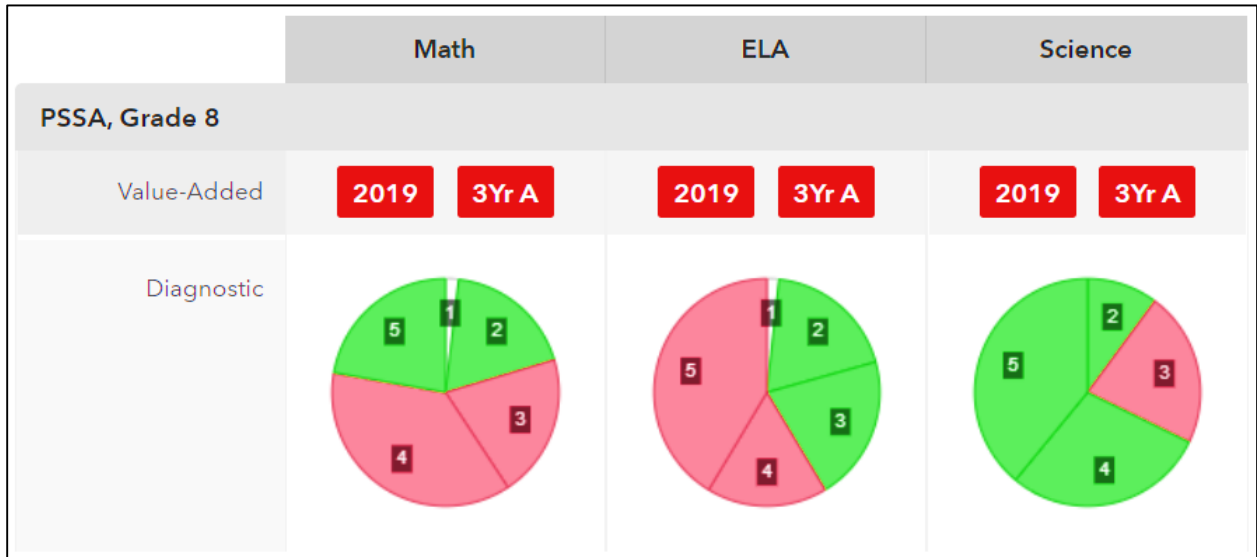 Math ELA Science
PSSA, Grade 8
Value-Added 2019 3Yr A 2019 3Yr A 2019 3Yr A
Diagnostic
1 2 3 4 5
1 2 3 4 5
2 3 4 5